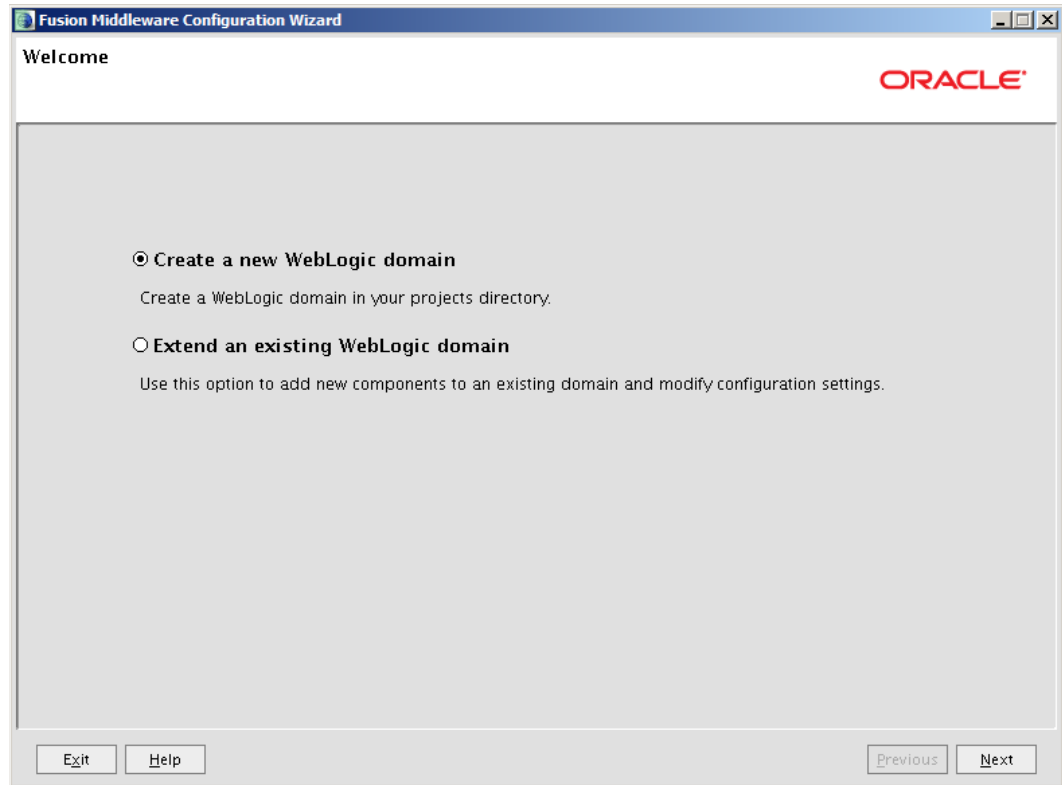 Fusion Middleware Configuration Wizard
Welcome
ORACLE
Create a new WebLogic domain
Create a WebLogic domain in your projects directory.
Extend an existing WebLogic domain
Use this option to add new components to an existing domain and modify configuration settings.
Exit Help Previous Next